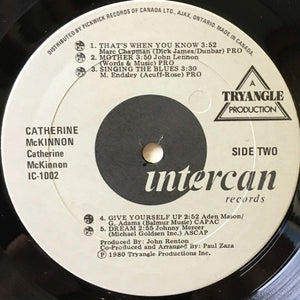 DISTRIBUTED BY PICKWICK RECORDS OF CANADA LTD., AJAX, ONTARIO. MADE IN CANADA.
1. THAT'S WHEN YOU KNOW 3:52
Marc Chapman (Dick James/Dunbar) PRO
2. MOTHER 3:50 John Lennon
(Words & Music) PRO
3. SINGING THE BLUES 3:30
M. Endsley (Acuff-Rose) PRO
A
TRYANGLE
PRODUCTION
CATHERINE
McKINNON
Catherine
McKinnon
IC-1002
SIDE TWO
intercan
records
4. GIVE YOURSELF UP 2:52 Aden Mason/
G. Adams (Balmur Music) CAPAC
5. DREAM 2:55 Johnny Mercer
(Michael Goldsen Inc.) ASCAP
Produced By: John Renton
Co-Produced and Arranged By: Paul Zaza
℗ 1980 Tryangle Productions Inc.